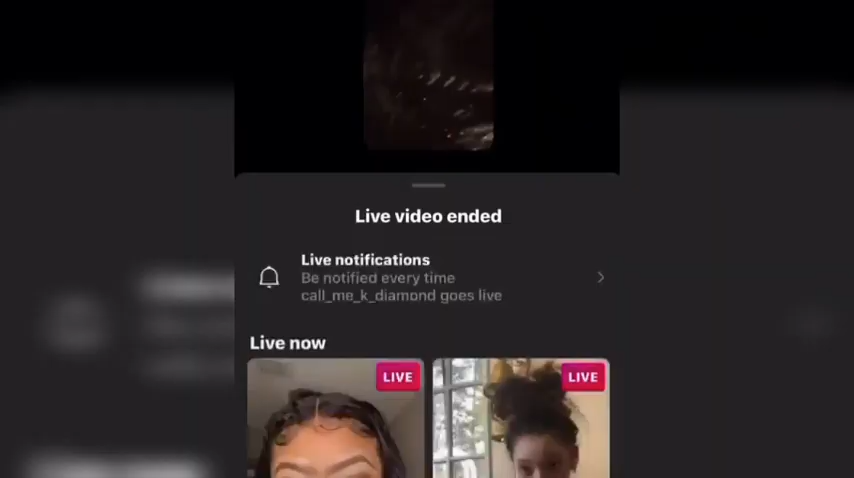 Live video ended
Live notifications
Be notified every time
call_me_k_diamond goes live
Live now
LIVE
LIVE